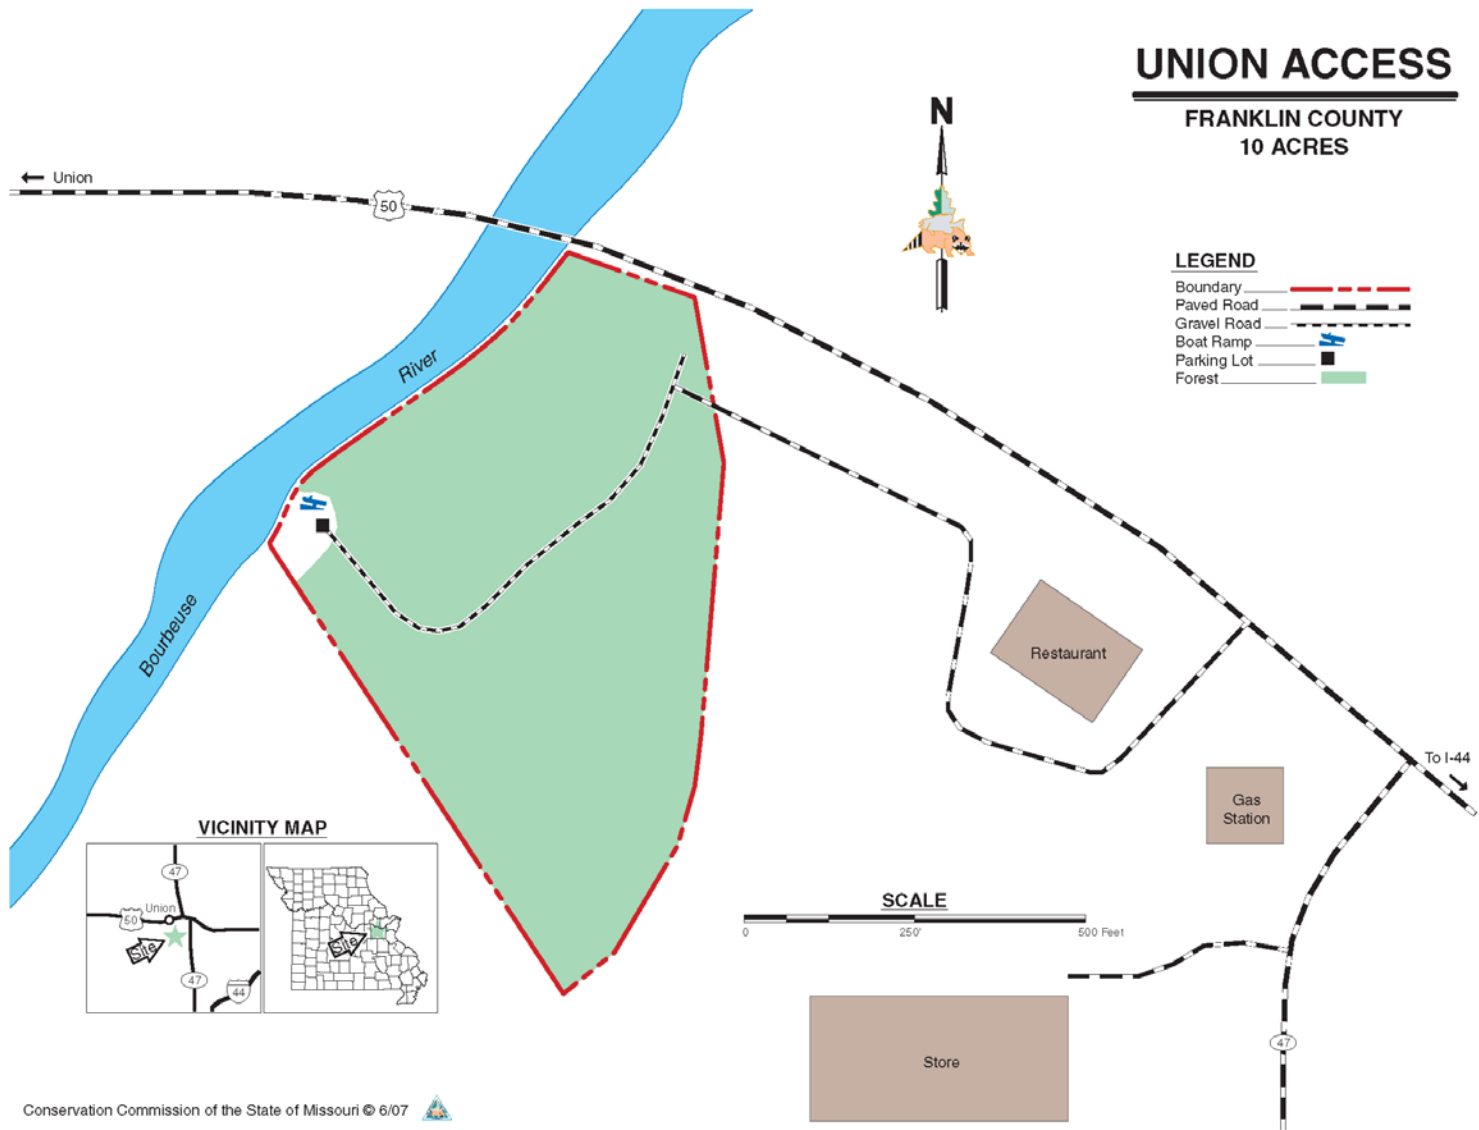 UNION ACCESS
FRANKLIN COUNTY
10 ACRES
N
Union
50
LEGEND
Boundary
Paved Road
Gravel Road
Boat Ramp
Parking Lot
Forest
River
Bourbeuse
Restaurant
To I-44
Gas
Station
VICINITY MAP
47
Union
50
Site
47
44
Site
SCALE
0
250'
500 Feet
47
Store
Conservation Commission of the State of Missouri © 6/07